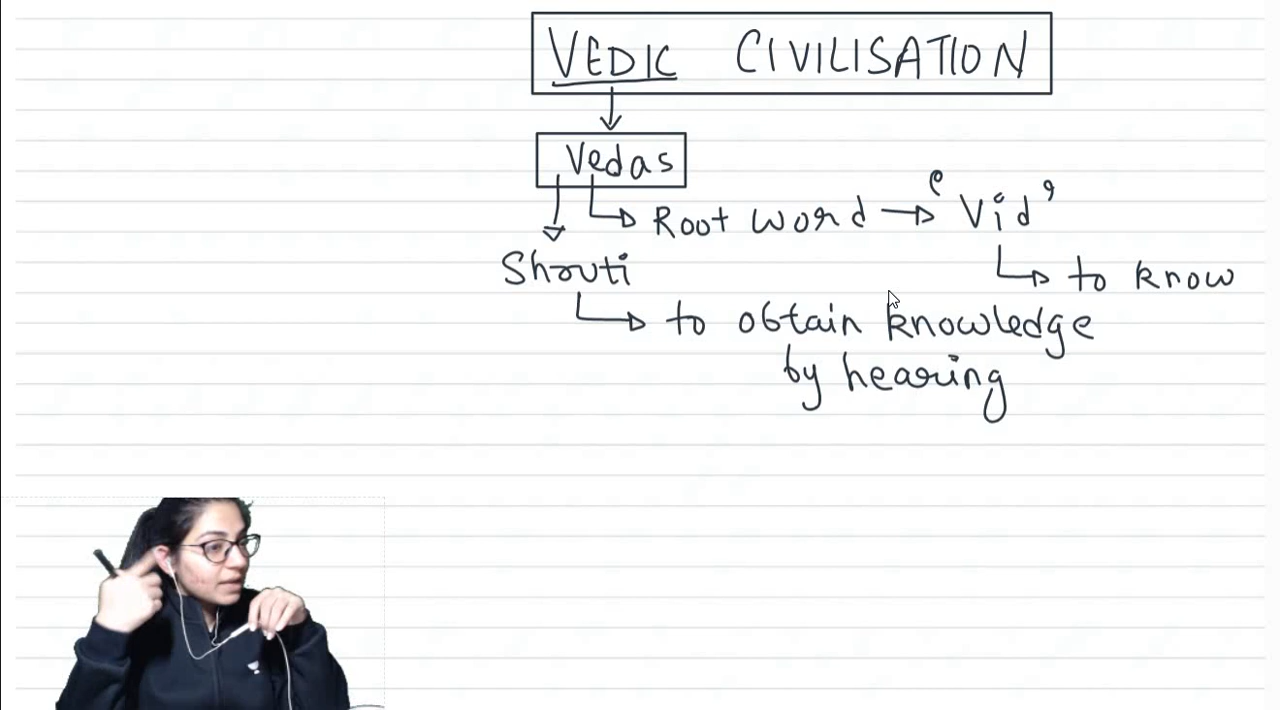 VEDIC CIVILISATION
Vedas
Root word → 'Vid'
Shruti
to know
to obtain knowledge
by hearing